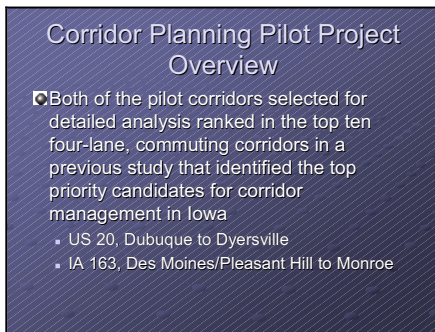 Corridor Planning Pilot Project
Overview
Both of the pilot corridors selected for
detailed analysis ranked in the top ten
four-lane, commuting corridors in a
previous study that identified the top
priority candidates for corridor
management in Iowa
US 20, Dubuque to Dyersville
IA 163, Des Moines/Pleasant Hill to Monroe